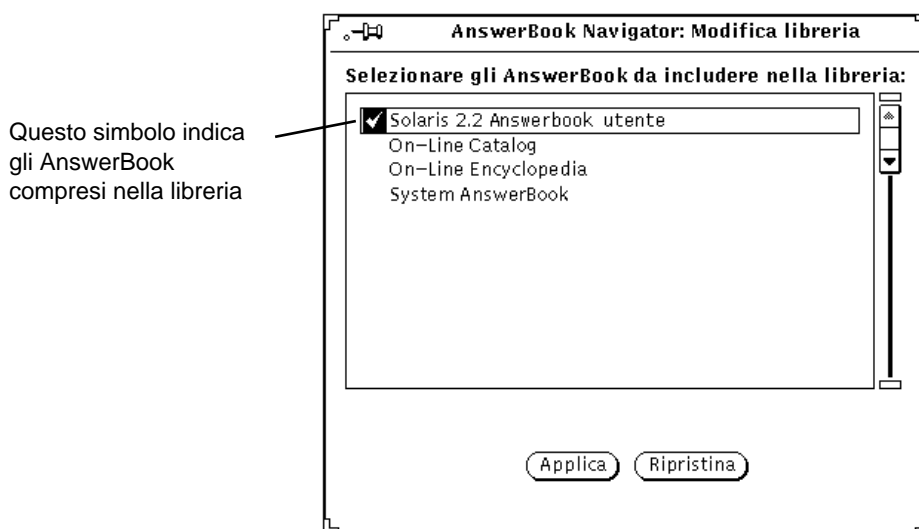 AnswerBook Navigator: Modifica libreria
Selezionare gli AnswerBook da includere nella libreria:
Questo simbolo indica
gli AnswerBook
compresi nella libreria
Solaris 2.2 Answerbook utente
On-Line Catalog
On-Line Encyclopedia
System AnswerBook
Applica
Ripristina